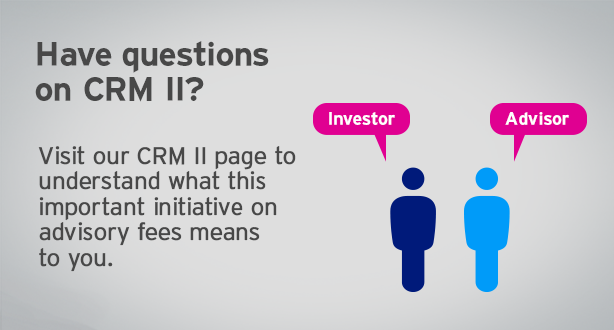 Have questions
on CRM II?
Investor
Advisor
Visit our CRM II page to
understand what this
important initiative on
advisory fees means
to you.